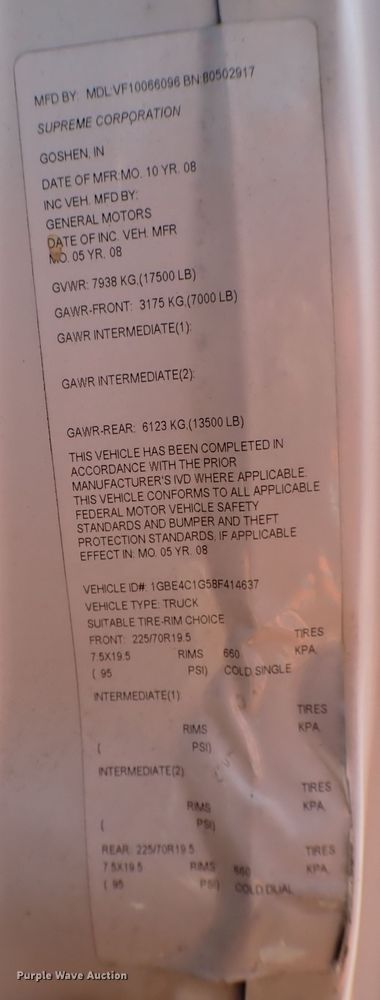 MFD BY: MDL:VF10066096 BN:80502917
SUPREME CORPORATION
GOSHEN, IN
DATE OF MFR:MO. 10 YR. 08
INC VEH. MFD BY:
GENERAL MOTORS
DATE OF INC. VEH. MFR
MO. 05 YR. 08
GVWR: 7938 KG,(17500 LB)
GAWR-FRONT: 3175 KG,(7000 LB)
GAWR INTERMEDIATE(1):
GAWR INTERMEDIATE(2):
GAWR-REAR: 6123 KG,(13500 LB)
THIS VEHICLE HAS BEEN COMPLETED IN
ACCORDANCE WITH THE PRIOR
MANUFACTURER'S IVD WHERE APPLICABLE.
THIS VEHICLE CONFORMS TO ALL APPLICABLE
FEDERAL MOTOR VEHICLE SAFETY
STANDARDS AND BUMPER AND THEFT
PROTECTION STANDARDS, IF APPLICABLE
EFFECT IN: MO. 05 YR. 08
VEHICLE ID#: 1GBE4C1G58F414637
VEHICLE TYPE: TRUCK
SUITABLE TIRE-RIM CHOICE
FRONT: 225/70R19.5 TIRES
7.5X19.5 RIMS 660 KPA,
( 95 PSI) COLD SINGLE
INTERMEDIATE(1):
TIRES
RIMS KPA,
( PSI)
INTERMEDIATE(2):
TIRES
RIMS KPA,
( PSI)
REAR: 225/70R19.5 TIRES
7.5X19.5 RIMS 660 KPA,
( 95 PSI) COLD DUAL
Purple Wave Auction